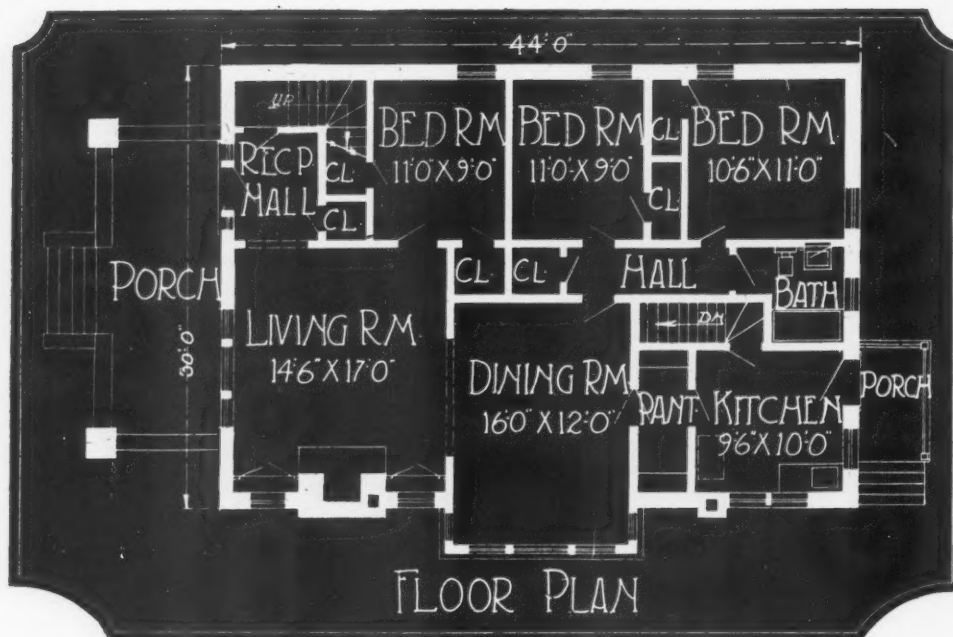 44'0"
UP
BED RM
11'0"X9'0"
BED RM
11'0"X9'0"
CL
BED RM
10'6"X11'0"
RECP.
HALL
CL.
CL.
CL.
PORCH
30'0"
LIVING RM.
14'6"X17'0"
CL.
CL.
HALL
BATH
DN
DINING RM
16'0"X12'0"
PANT.
KITCHEN
9'6"X10'0"
PORCH
FLOOR PLAN